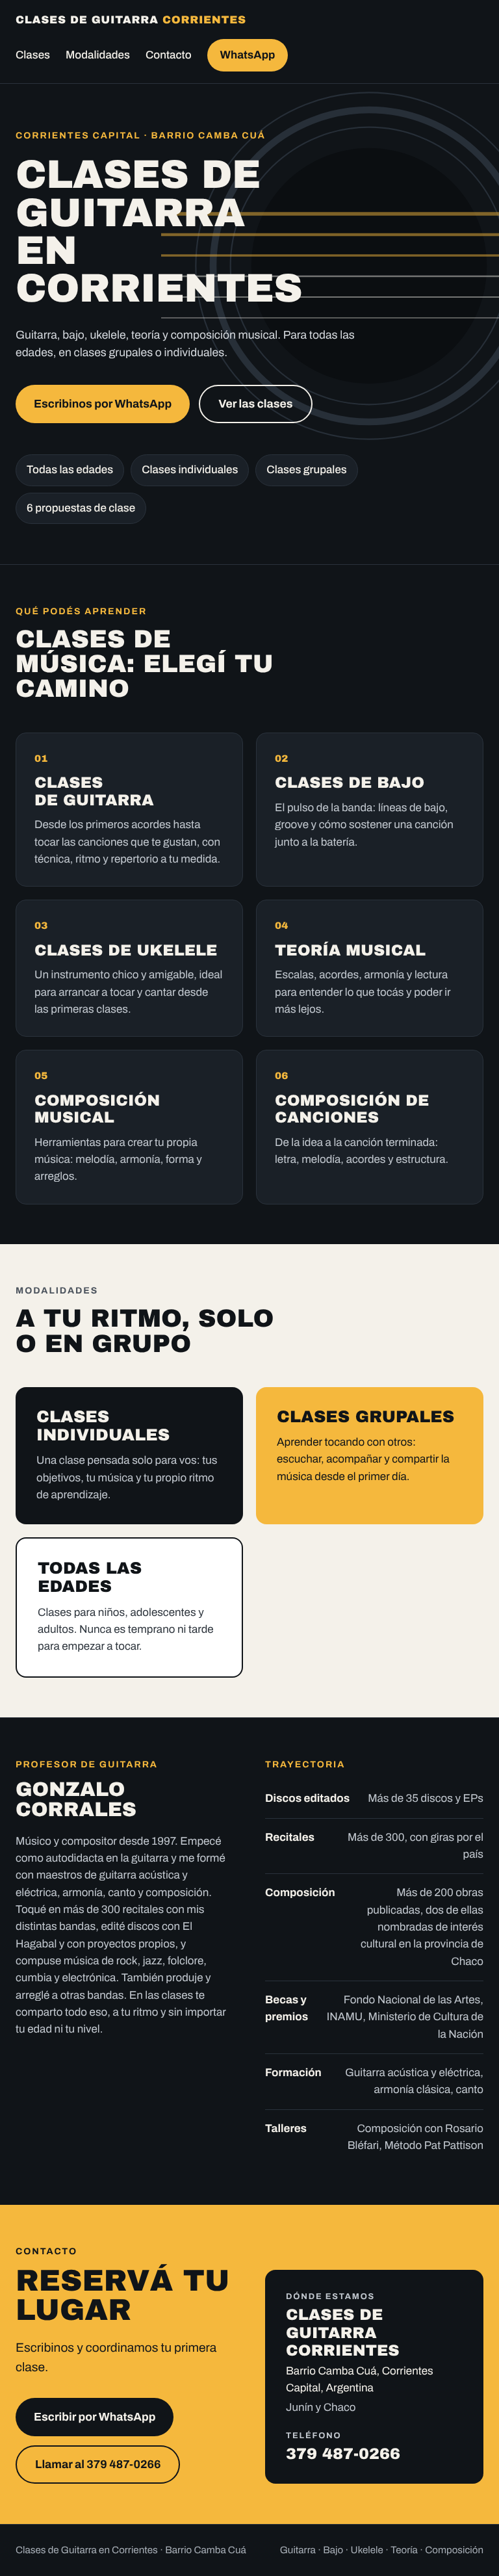 CLASES DE GUITARRA CORRIENTES
Clases Modalidades Contacto WhatsApp
CORRIENTES CAPITAL · BARRIO CAMBA CUÁ
CLASES DE
GUITARRA
EN
CORRIENTES
Guitarra, bajo, ukelele, teoría y composición musical. Para todas las
edades, en clases grupales o individuales.
Escribinos por WhatsApp Ver las clases
Todas las edades Clases individuales Clases grupales
6 propuestas de clase
QUÉ PODÉS APRENDER
CLASES DE
MÚSICA: ELEGÍ TU
CAMINO
01
CLASES
DE GUITARRA
Desde los primeros acordes hasta
tocar las canciones que te gustan, con
técnica, ritmo y repertorio a tu medida.
02
CLASES DE BAJO
El pulso de la banda: líneas de bajo,
groove y cómo sostener una canción
junto a la batería.
03
CLASES DE UKELELE
Un instrumento chico y amigable, ideal
para arrancar a tocar y cantar desde
las primeras clases.
04
TEORÍA MUSICAL
Escalas, acordes, armonía y lectura
para entender lo que tocás y poder ir
más lejos.
05
COMPOSICIÓN
MUSICAL
Herramientas para crear tu propia
música: melodía, armonía, forma y
arreglos.
06
COMPOSICIÓN DE
CANCIONES
De la idea a la canción terminada:
letra, melodía, acordes y estructura.
MODALIDADES
A TU RITMO, SOLO
O EN GRUPO
CLASES
INDIVIDUALES
Una clase pensada solo para vos: tus
objetivos, tu música y tu propio ritmo
de aprendizaje.
CLASES GRUPALES
Aprender tocando con otros:
escuchar, acompañar y compartir la
música desde el primer día.
TODAS LAS
EDADES
Clases para niños, adolescentes y
adultos. Nunca es temprano ni tarde
para empezar a tocar.
PROFESOR DE GUITARRA
GONZALO
CORRALES
Músico y compositor desde 1997. Empecé
como autodidacta en la guitarra y me formé
con maestros de guitarra acústica y
eléctrica, armonía, canto y composición.
Toqué en más de 300 recitales con mis
distintas bandas, edité discos con El
Hagabal y con proyectos propios, y
compuse música de rock, jazz, folclore,
cumbia y electrónica. También produje y
arreglé a otras bandas. En las clases te
comparto todo eso, a tu ritmo y sin importar
tu edad ni tu nivel.
TRAYECTORIA
Discos editados Más de 35 discos y EPs
Recitales Más de 300, con giras por el
país
Composición Más de 200 obras
publicadas, dos de ellas
nombradas de interés
cultural en la provincia de
Chaco
Becas y Fondo Nacional de las Artes,
premios INAMU, Ministerio de Cultura de
la Nación
Formación Guitarra acústica y eléctrica,
armonía clásica, canto
Talleres Composición con Rosario
Bléfari, Método Pat Pattison
CONTACTO
RESERVÁ TU
LUGAR
Escribinos y coordinamos tu primera
clase.
Escribir por WhatsApp
Llamar al 379 487-0266
DÓNDE ESTAMOS
CLASES DE
GUITARRA
CORRIENTES
Barrio Camba Cuá, Corrientes
Capital, Argentina
Junín y Chaco
TELÉFONO
379 487-0266
Clases de Guitarra en Corrientes · Barrio Camba Cuá Guitarra · Bajo · Ukelele · Teoría · Composición